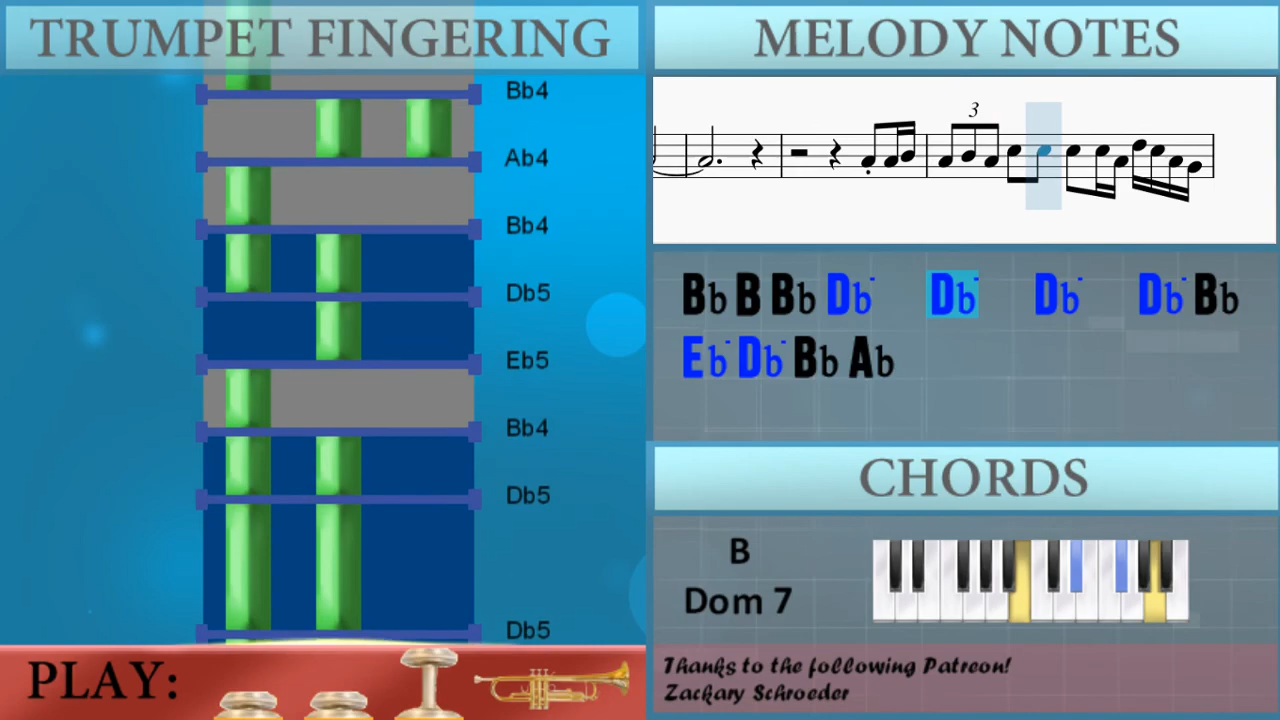 TRUMPET FINGERING
Bb4
Ab4
Bb4
Db5
Eb5
Bb4
Db5
Db5
PLAY:
MELODY NOTES
3
Bb B Bb Db Db Db Db Bb
Eb Db Bb Ab
CHORDS
B
Dom 7
Thanks to the following Patreon!
Zackary Schroeder